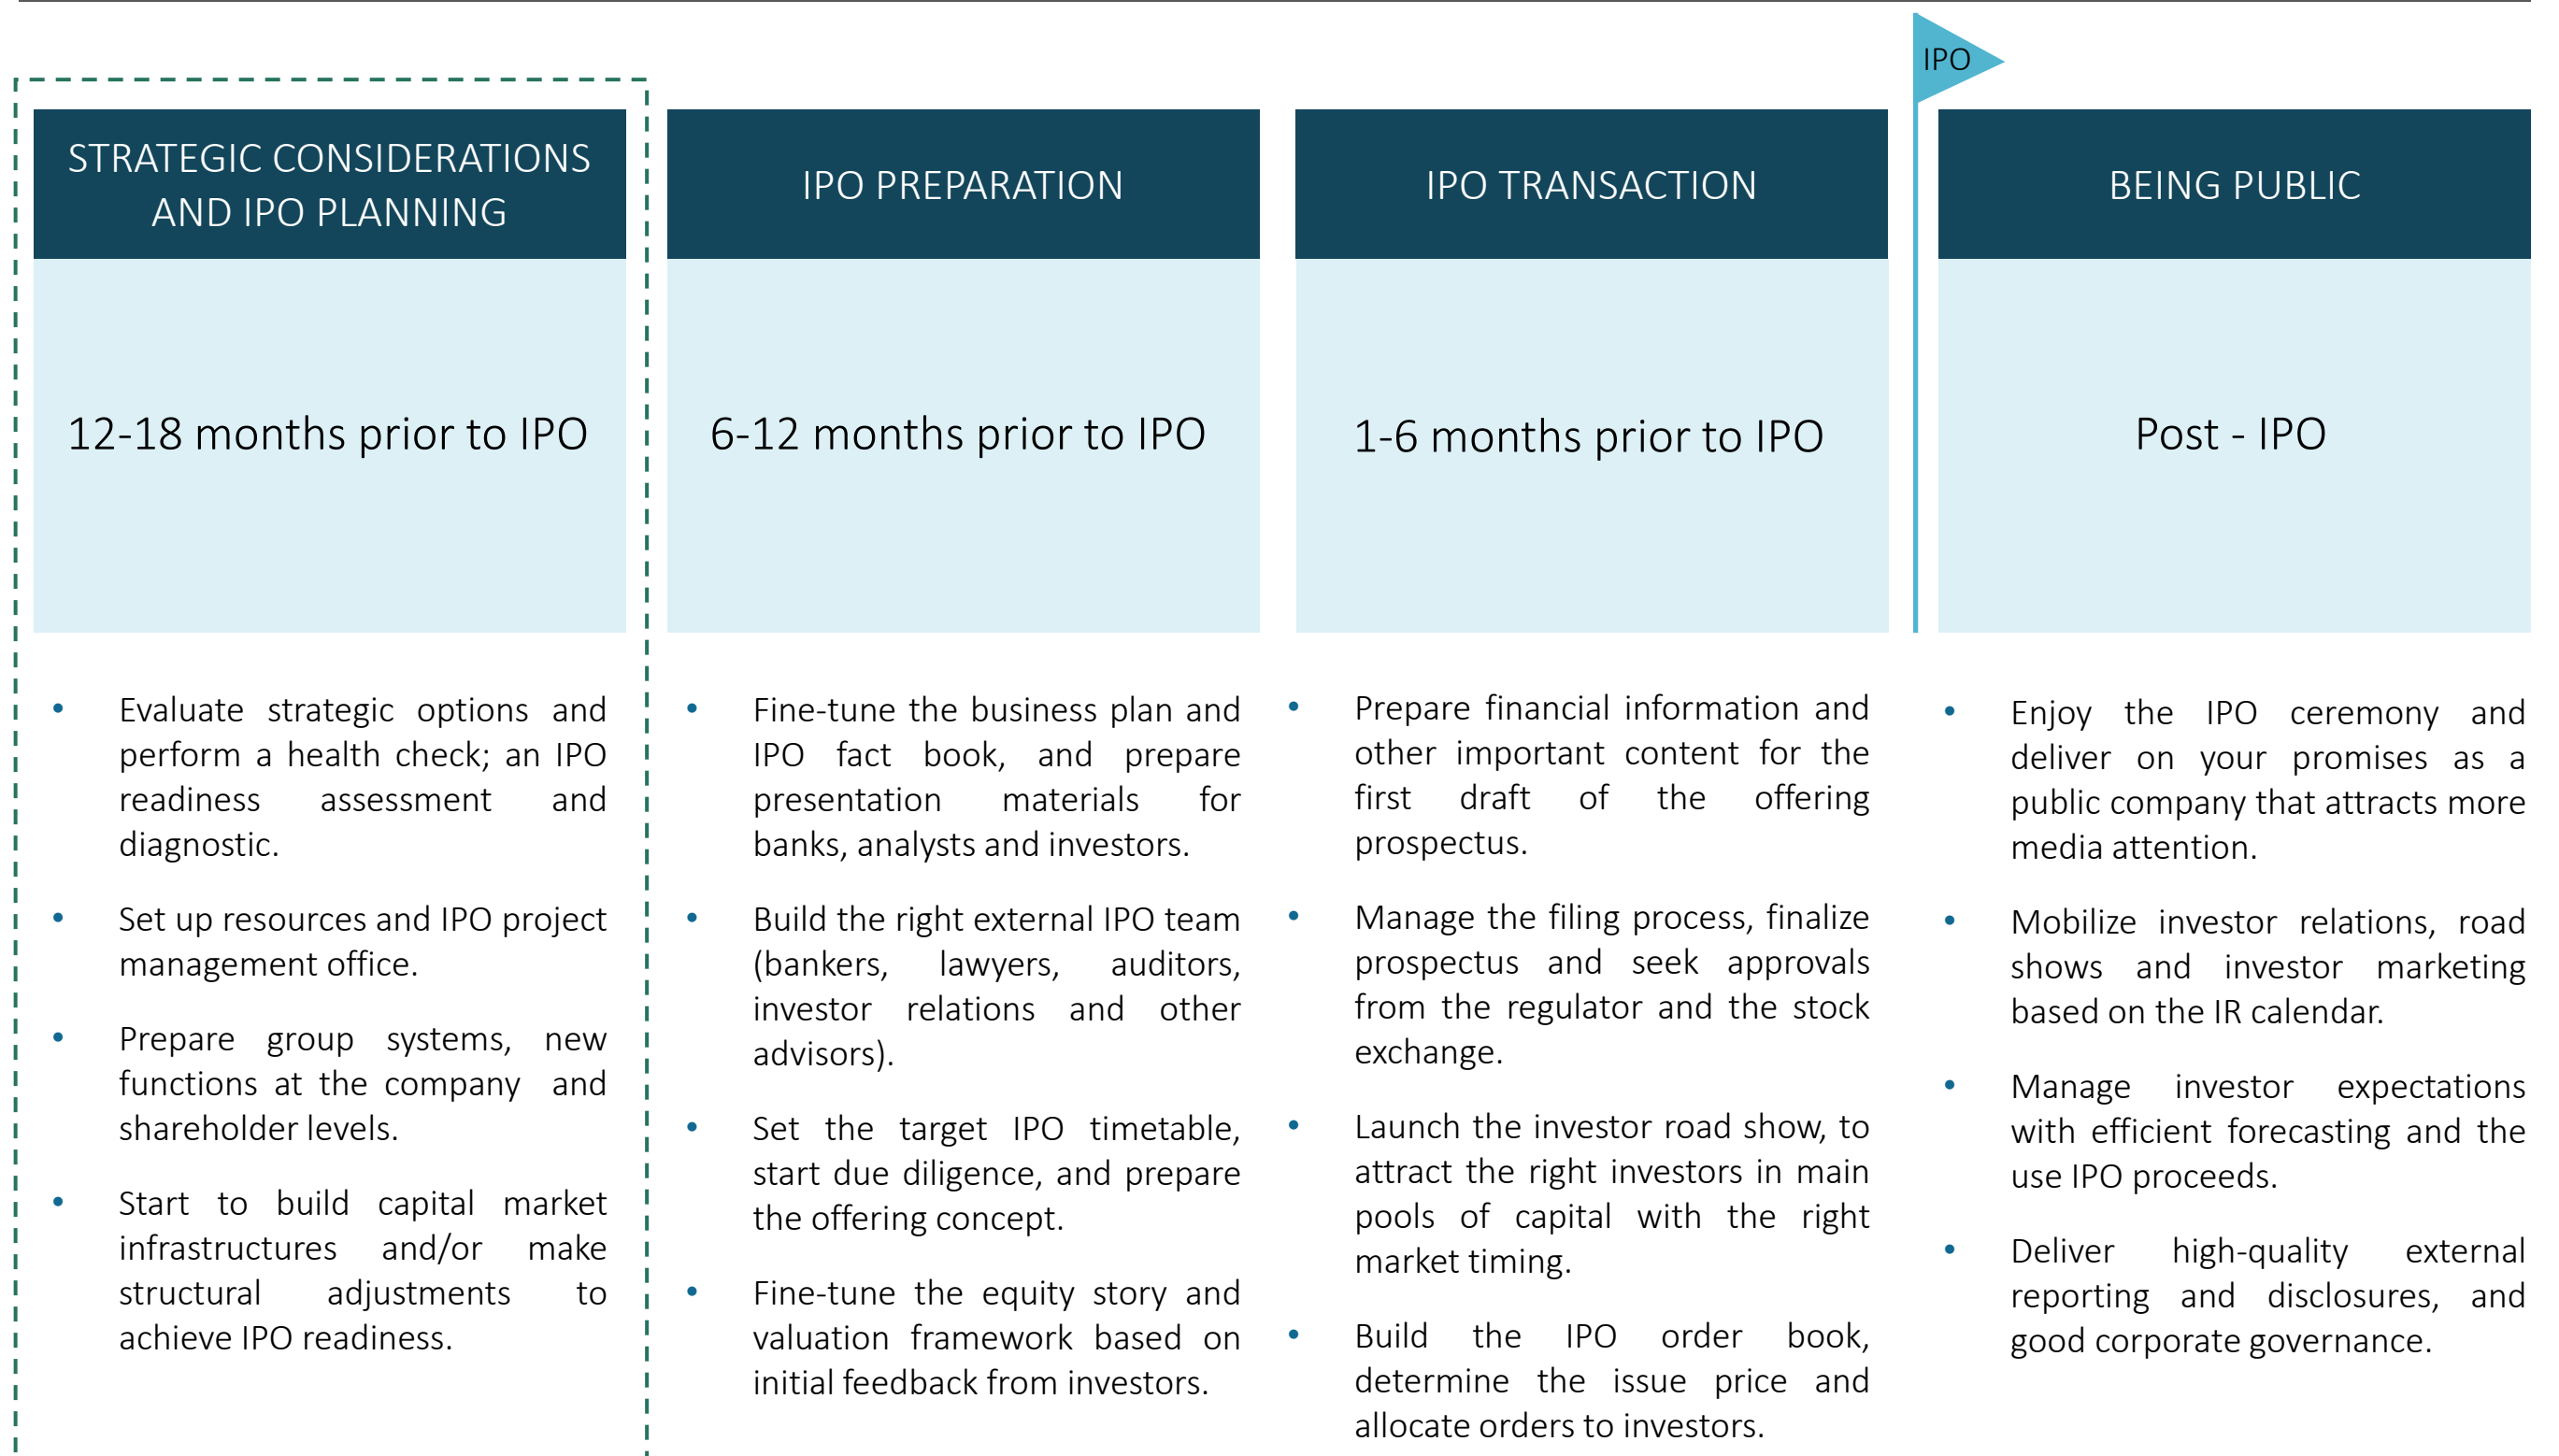 IPO
STRATEGIC CONSIDERATIONS
AND IPO PLANNING
12-18 months prior to IPO
• Evaluate strategic options and
perform a health check; an IPO
readiness assessment and
diagnostic.
• Set up resources and IPO project
management office.
• Prepare group systems, new
functions at the company and
shareholder levels.
• Start to build capital market
infrastructures and/or make
structural adjustments to
achieve IPO readiness.
IPO PREPARATION
6-12 months prior to IPO
• Fine-tune the business plan and
IPO fact book, and prepare
presentation materials for
banks, analysts and investors.
• Build the right external IPO team
(bankers, lawyers, auditors,
investor relations and other
advisors).
• Set the target IPO timetable,
start due diligence, and prepare
the offering concept.
• Fine-tune the equity story and
valuation framework based on
initial feedback from investors.
IPO TRANSACTION
1-6 months prior to IPO
• Prepare financial information and
other important content for the
first draft of the offering
prospectus.
• Manage the filing process, finalize
prospectus and seek approvals
from the regulator and the stock
exchange.
• Launch the investor road show, to
attract the right investors in main
pools of capital with the right
market timing.
• Build the IPO order book,
determine the issue price and
allocate orders to investors.
BEING PUBLIC
Post - IPO
• Enjoy the IPO ceremony and
deliver on your promises as a
public company that attracts more
media attention.
• Mobilize investor relations, road
shows and investor marketing
based on the IR calendar.
• Manage investor expectations
with efficient forecasting and the
use IPO proceeds.
• Deliver high-quality external
reporting and disclosures, and
good corporate governance.